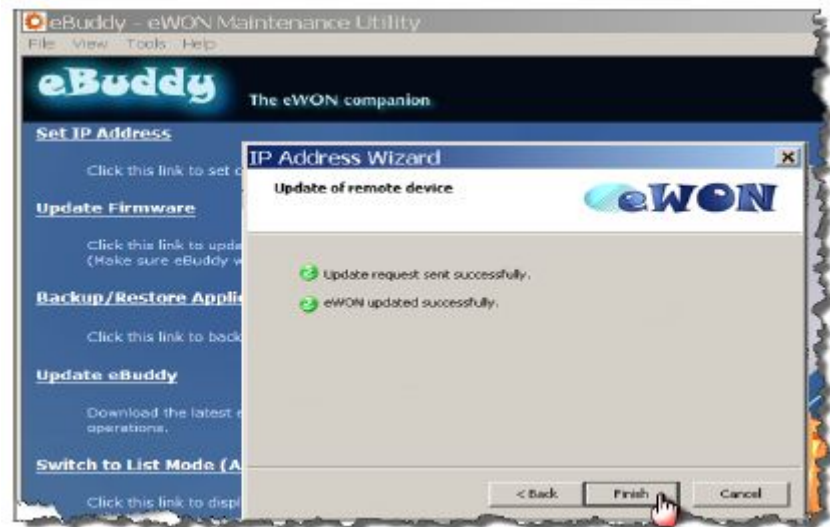 eBuddy - eWON Maintenance Utility
File View Tools Help
eBuddy
The eWON companion
Set IP Address
Click this link to set
Update Firmware
Click this link to upda
(Make sure eBuddy w
Backup/Restore Appli
Click this link to back
Update eBuddy
Download the latest e
operations.
Switch to List Mode (A
Click this link to displ
IP Address Wizard
Update of remote device
eWON
Update request sent successfully.
eWON updated successfully.
< Back
Finish
Cancel